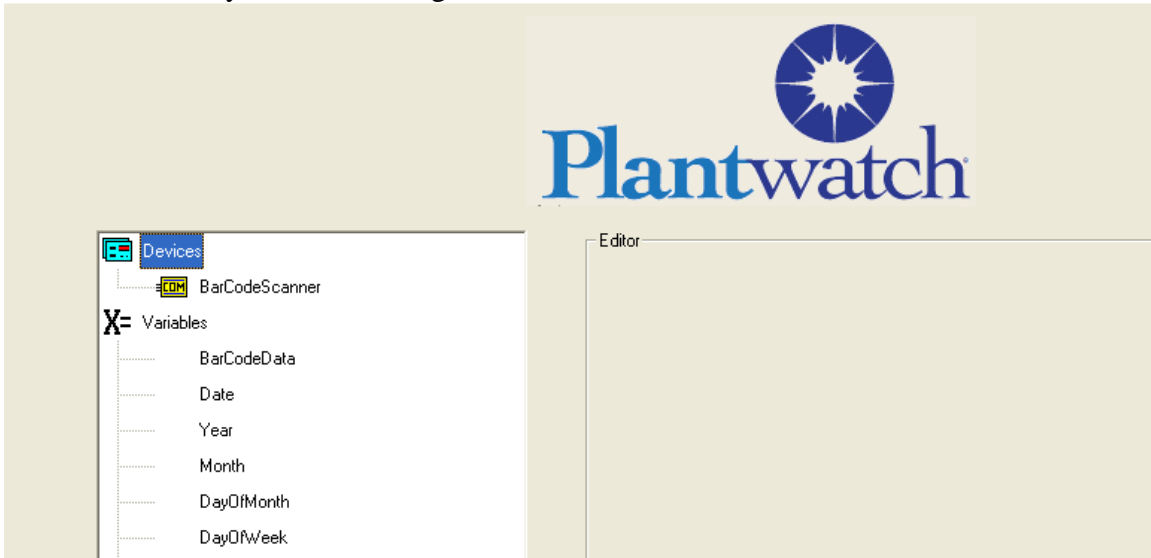 Plantwatch
Devices
COM
BarCodeScanner
X= Variables
BarCodeData
Date
Year
Month
DayOfMonth
DayOfWeek
Editor